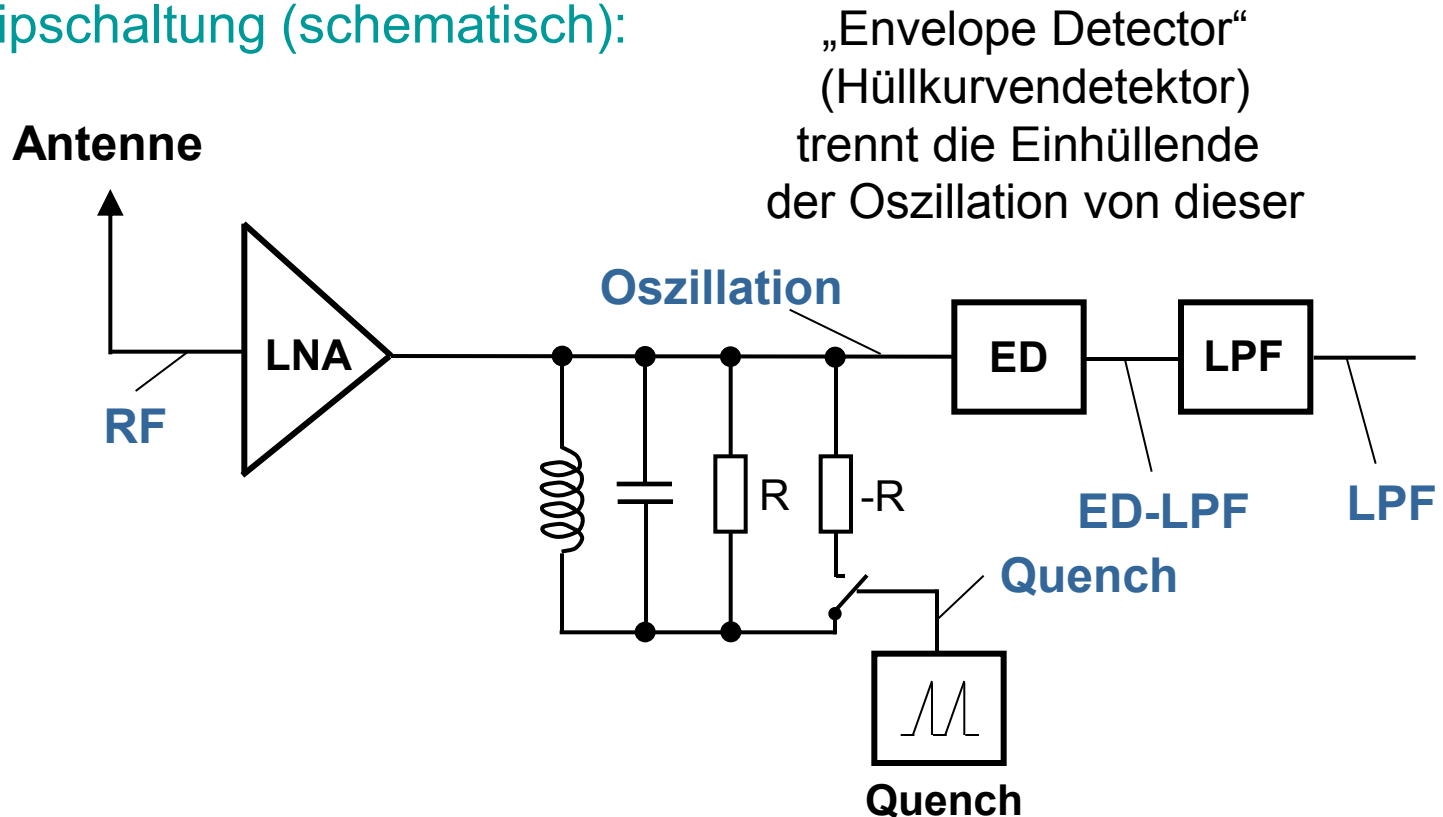 ipschaltung (schematisch):
„Envelope Detector“
(Hüllkurvendetektor)
trennt die Einhüllende
der Oszillation von dieser
Antenne
Oszillation
LNA
ED
LPF
RF
R
-R
ED-LPF
LPF
Quench
Quench